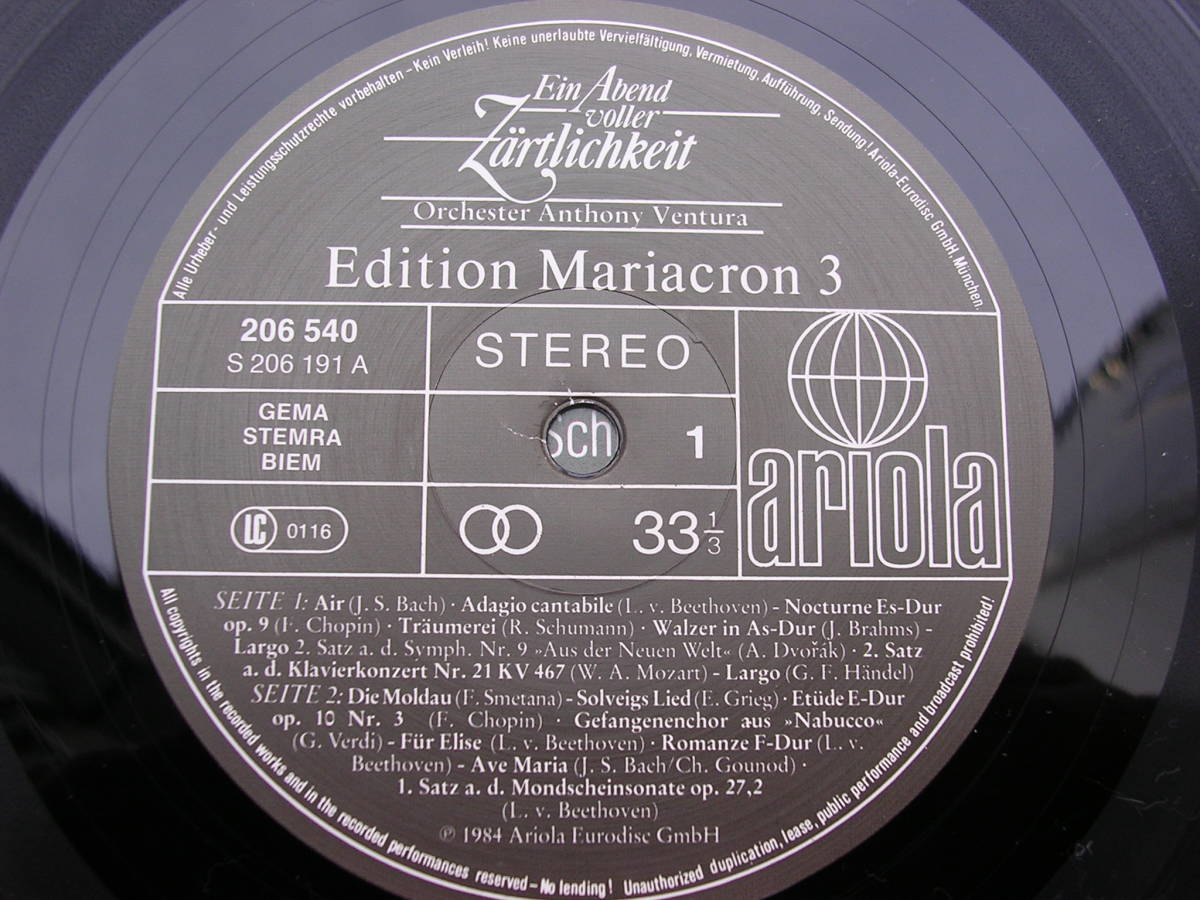 Alle Urheber- und Leistungsschutzrechte vorbehalten – Kein Verleih! Keine unerlaubte Vervielfältigung, Vermietung, Aufführung, Sendung! Ariola-Eurodisc GmbH, München.
Ein Abend
voller
Zärtlichkeit
Orchester Anthony Ventura
Edition Mariacron 3
206 540
S 206 191 A
STEREO
GEMA
STEMRA
BIEM
sch
1
LC 0116
33 1/3
ariola
SEITE 1: Air (J. S. Bach) · Adagio cantabile (L. v. Beethoven) – Nocturne Es-Dur
op. 9 (F. Chopin) · Träumerei (R. Schumann) · Walzer in As-Dur (J. Brahms) –
Largo 2. Satz a. d. Symph. Nr. 9 »Aus der Neuen Welt« (A. Dvořák) · 2. Satz
a. d. Klavierkonzert Nr. 21 KV 467 (W. A. Mozart) – Largo (G. F. Händel)
SEITE 2: Die Moldau (F. Smetana) – Solveigs Lied (E. Grieg) · Etüde E-Dur
op. 10 Nr. 3 (F. Chopin) · Gefangenenchor aus »Nabucco«
(G. Verdi) – Für Elise (L. v. Beethoven) · Romanze F-Dur (L. v.
Beethoven) – Ave Maria (J. S. Bach/Ch. Gounod) ·
1. Satz a. d. Mondscheinsonate op. 27,2
(L. v. Beethoven)
℗ 1984 Ariola Eurodisc GmbH
All copyrights in the recorded works and in the recorded performances reserved – No lending! Unauthorized duplication, lease, public performance and broadcast prohibited!